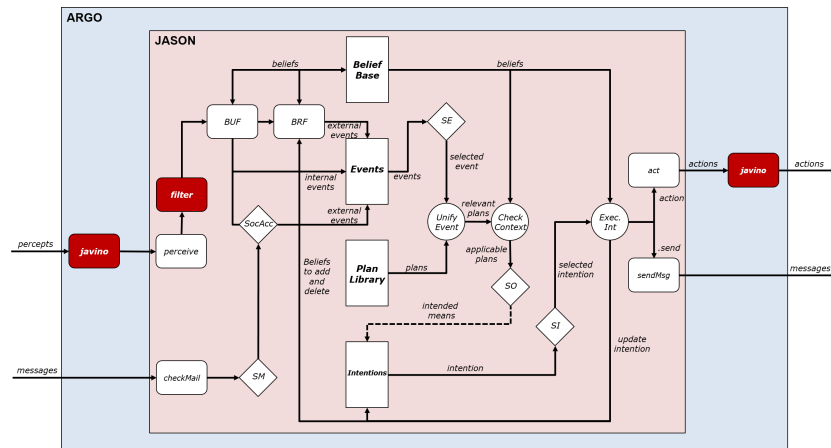 ARGO
JASON
beliefs
Belief
Base
beliefs
BUF
BRF
external
events
SE
Events
internal
events
events
selected
event
filter
external
events
SocAcc
relevant
plans
Unify
Event
Check
Context
Exec.
Int
act
actions
javino
actions
action
percepts
javino
perceive
Beliefs
to add
and
delete
Plan
Library
plans
applicable
plans
selected
intention
.send
sendMsg
messages
SO
intended
means
SI
update
intention
messages
checkMail
SM
Intentions
intention